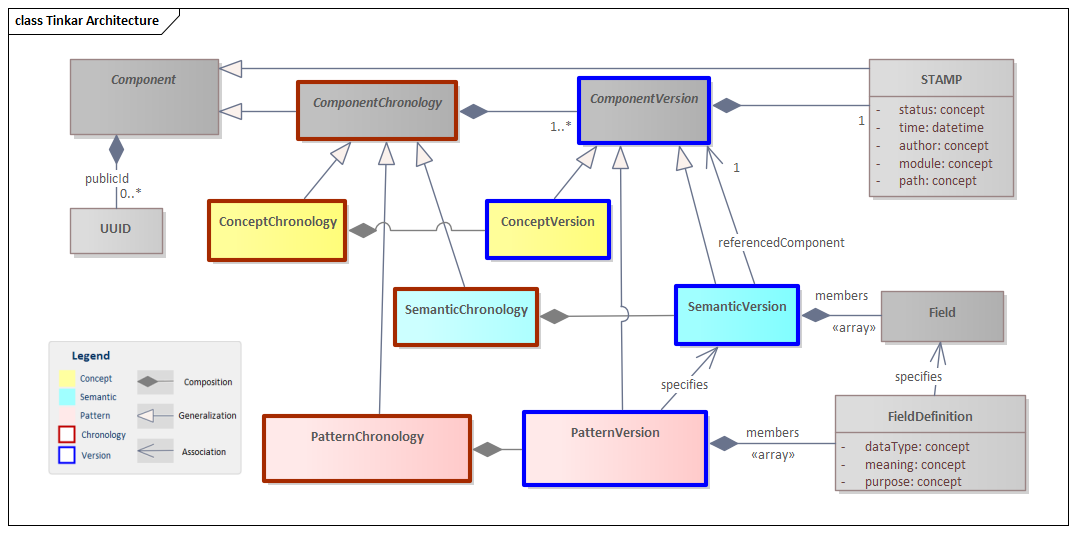 class Tinkar Architecture
Component
ComponentChronology
ComponentVersion
1..*
1
STAMP
- status: concept
- time: datetime
- author: concept
- module: concept
- path: concept
publicId
0..*
UUID
1
ConceptChronology
ConceptVersion
referencedComponent
SemanticChronology
SemanticVersion
members
«array»
Field
specifies
specifies
Legend
Concept
Semantic
Pattern
Chronology
Version
Composition
Generalization
Association
PatternChronology
PatternVersion
members
«array»
FieldDefinition
- dataType: concept
- meaning: concept
- purpose: concept